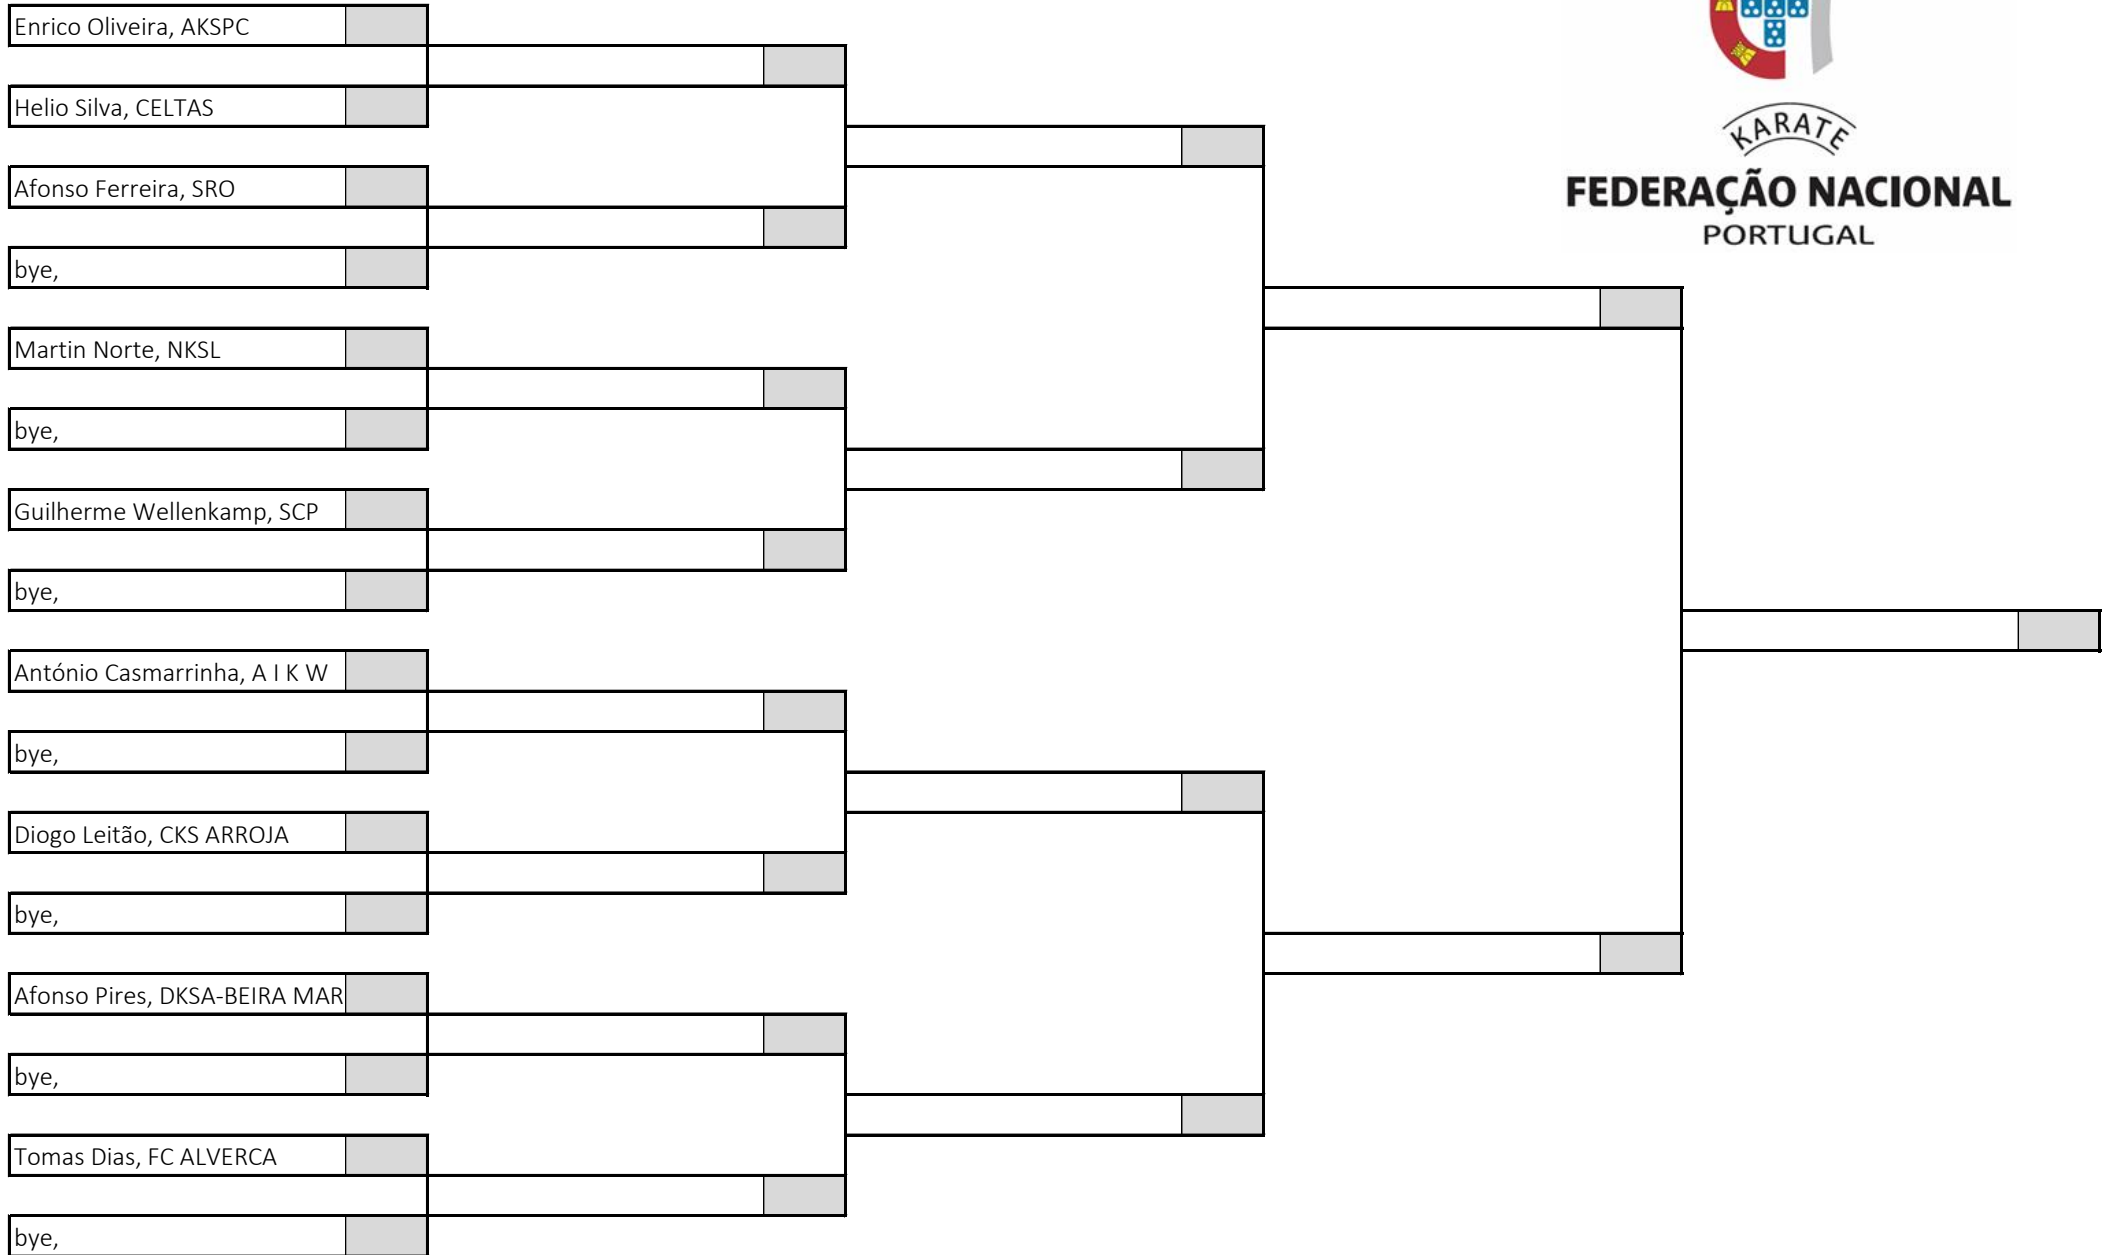 Enrico Oliveira, AKSPC
Helio Silva, CELTAS
Afonso Ferreira, SRO
bye,
Martin Norte, NKSL
bye,
Guilherme Wellenkamp, SCP
bye,
António Casmarrinha, A I K W
bye,
Diogo Leitão, CKS ARROJA
bye,
Afonso Pires, DKSA-BEIRA MAR
bye,
Tomas Dias, FC ALVERCA
bye,
KARATE
FEDERAÇÃO NACIONAL
PORTUGAL